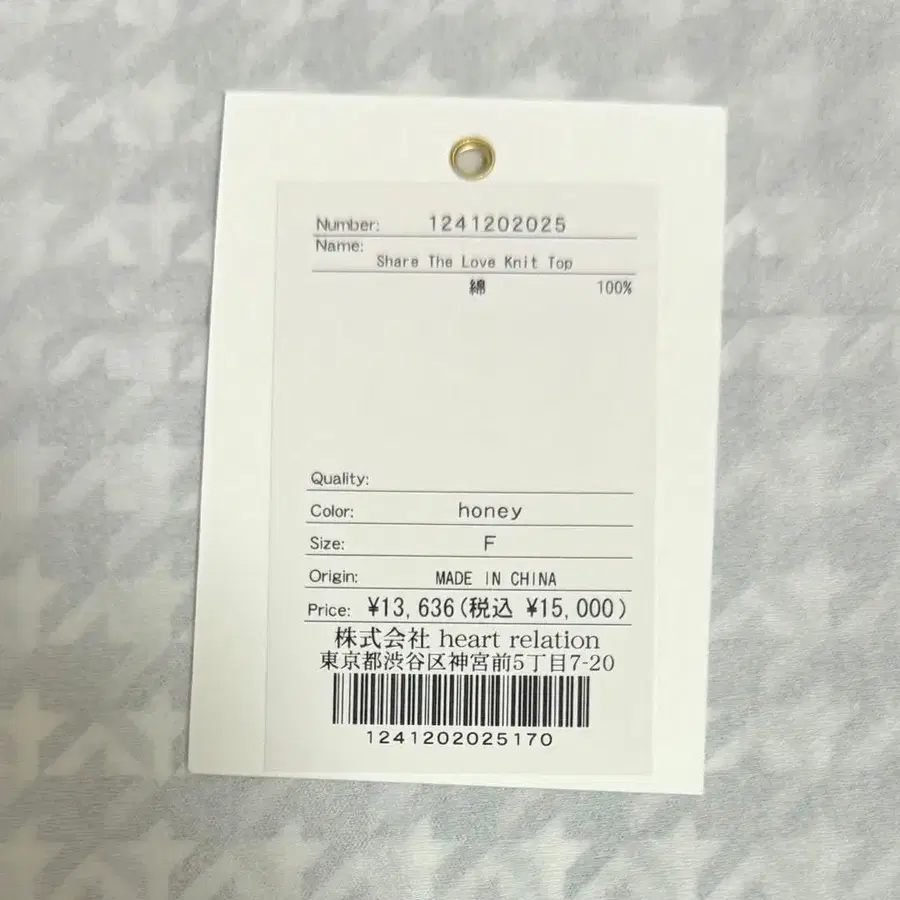 Number: 1241202025
Name:
Share The Love Knit Top
綿 100%
Quality:
Color: honey
Size: F
Origin: MADE IN CHINA
Price: ¥13,636(税込 ¥15,000)
株式会社 heart relation
東京都渋谷区神宮前5丁目7-20
1241202025170